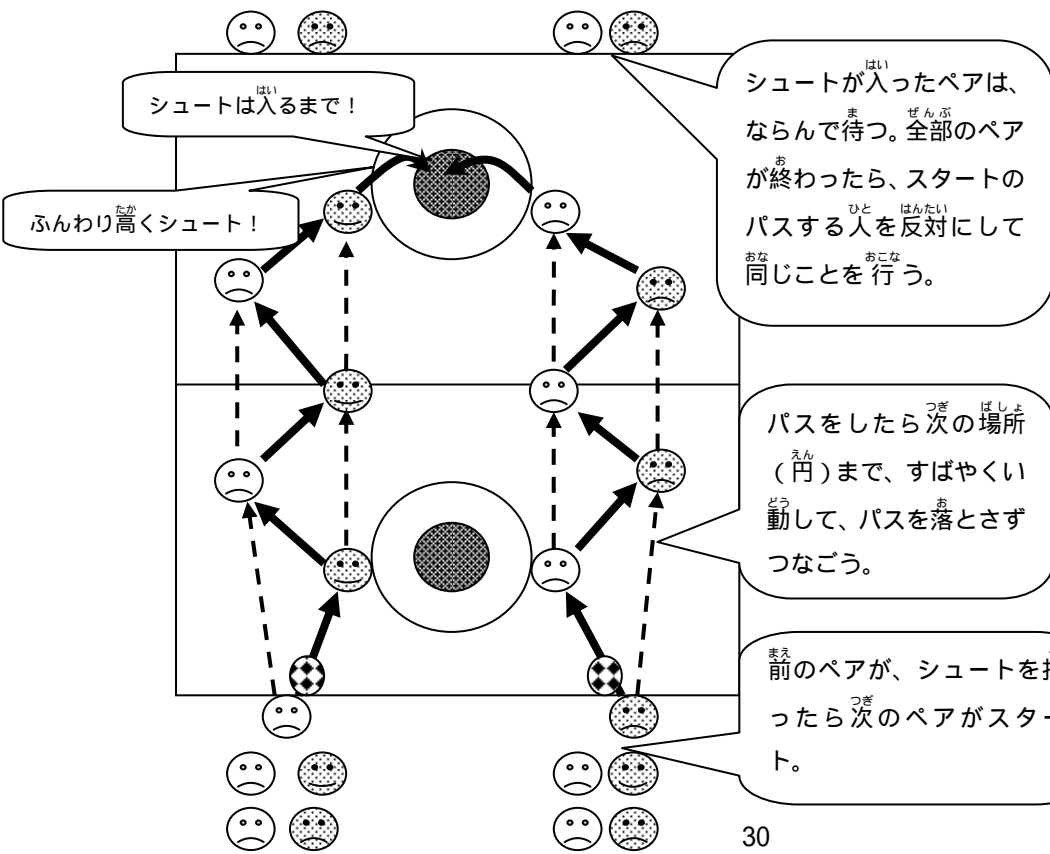 シュートは入るまで!
ふんわり高くシュート!
シュートが入ったペアは、
ならんで待つ。全部のペア
が終わったら、スタートの
パスする人を反対にして
同じことを行う。
パスをしたら次の場所
(円)まで、すばやくい
動して、パスを落とさず
つなごう。
前のペアが、シュートを
ったら次のペアがスター
ト。
30